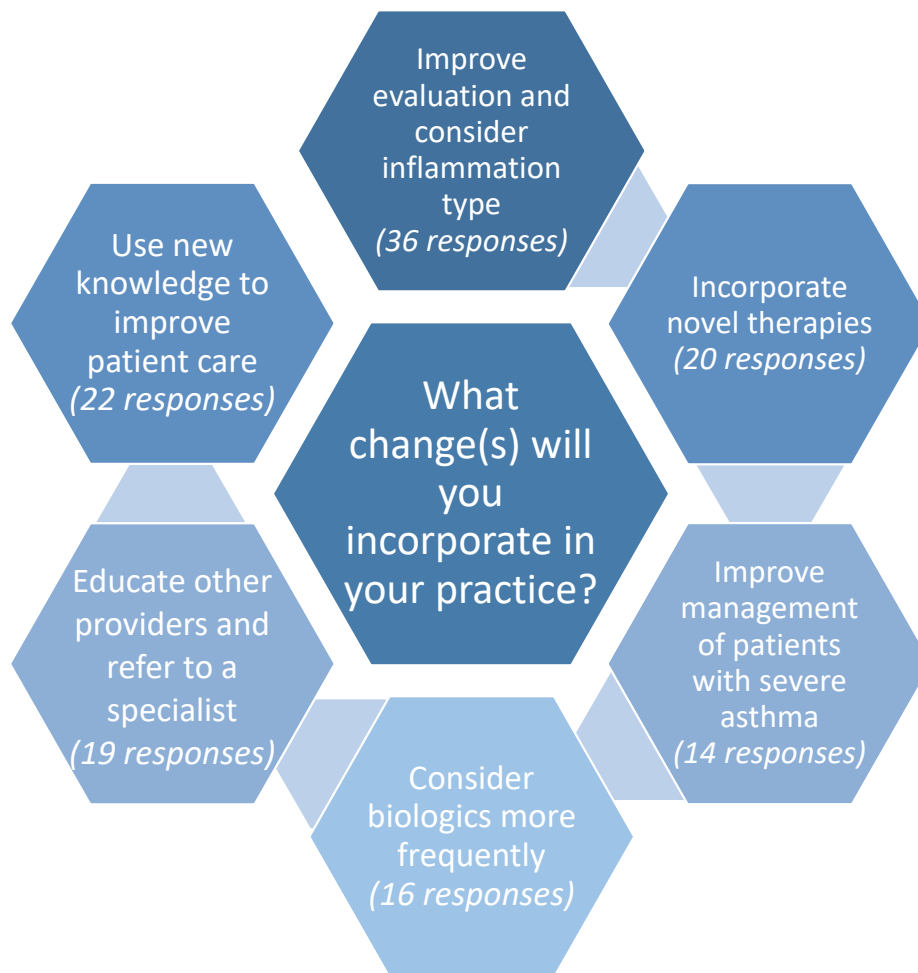 Improve
evaluation and
consider
inflammation
type
(36 responses)
Use new
knowledge to
improve
patient care
(22 responses)
Incorporate
novel therapies
(20 responses)
What
change(s) will
you
incorporate in
your practice?
Educate other
providers and
refer to a
specialist
(19 responses)
Improve
management
of patients
with severe
asthma
(14 responses)
Consider
biologics more
frequently
(16 responses)